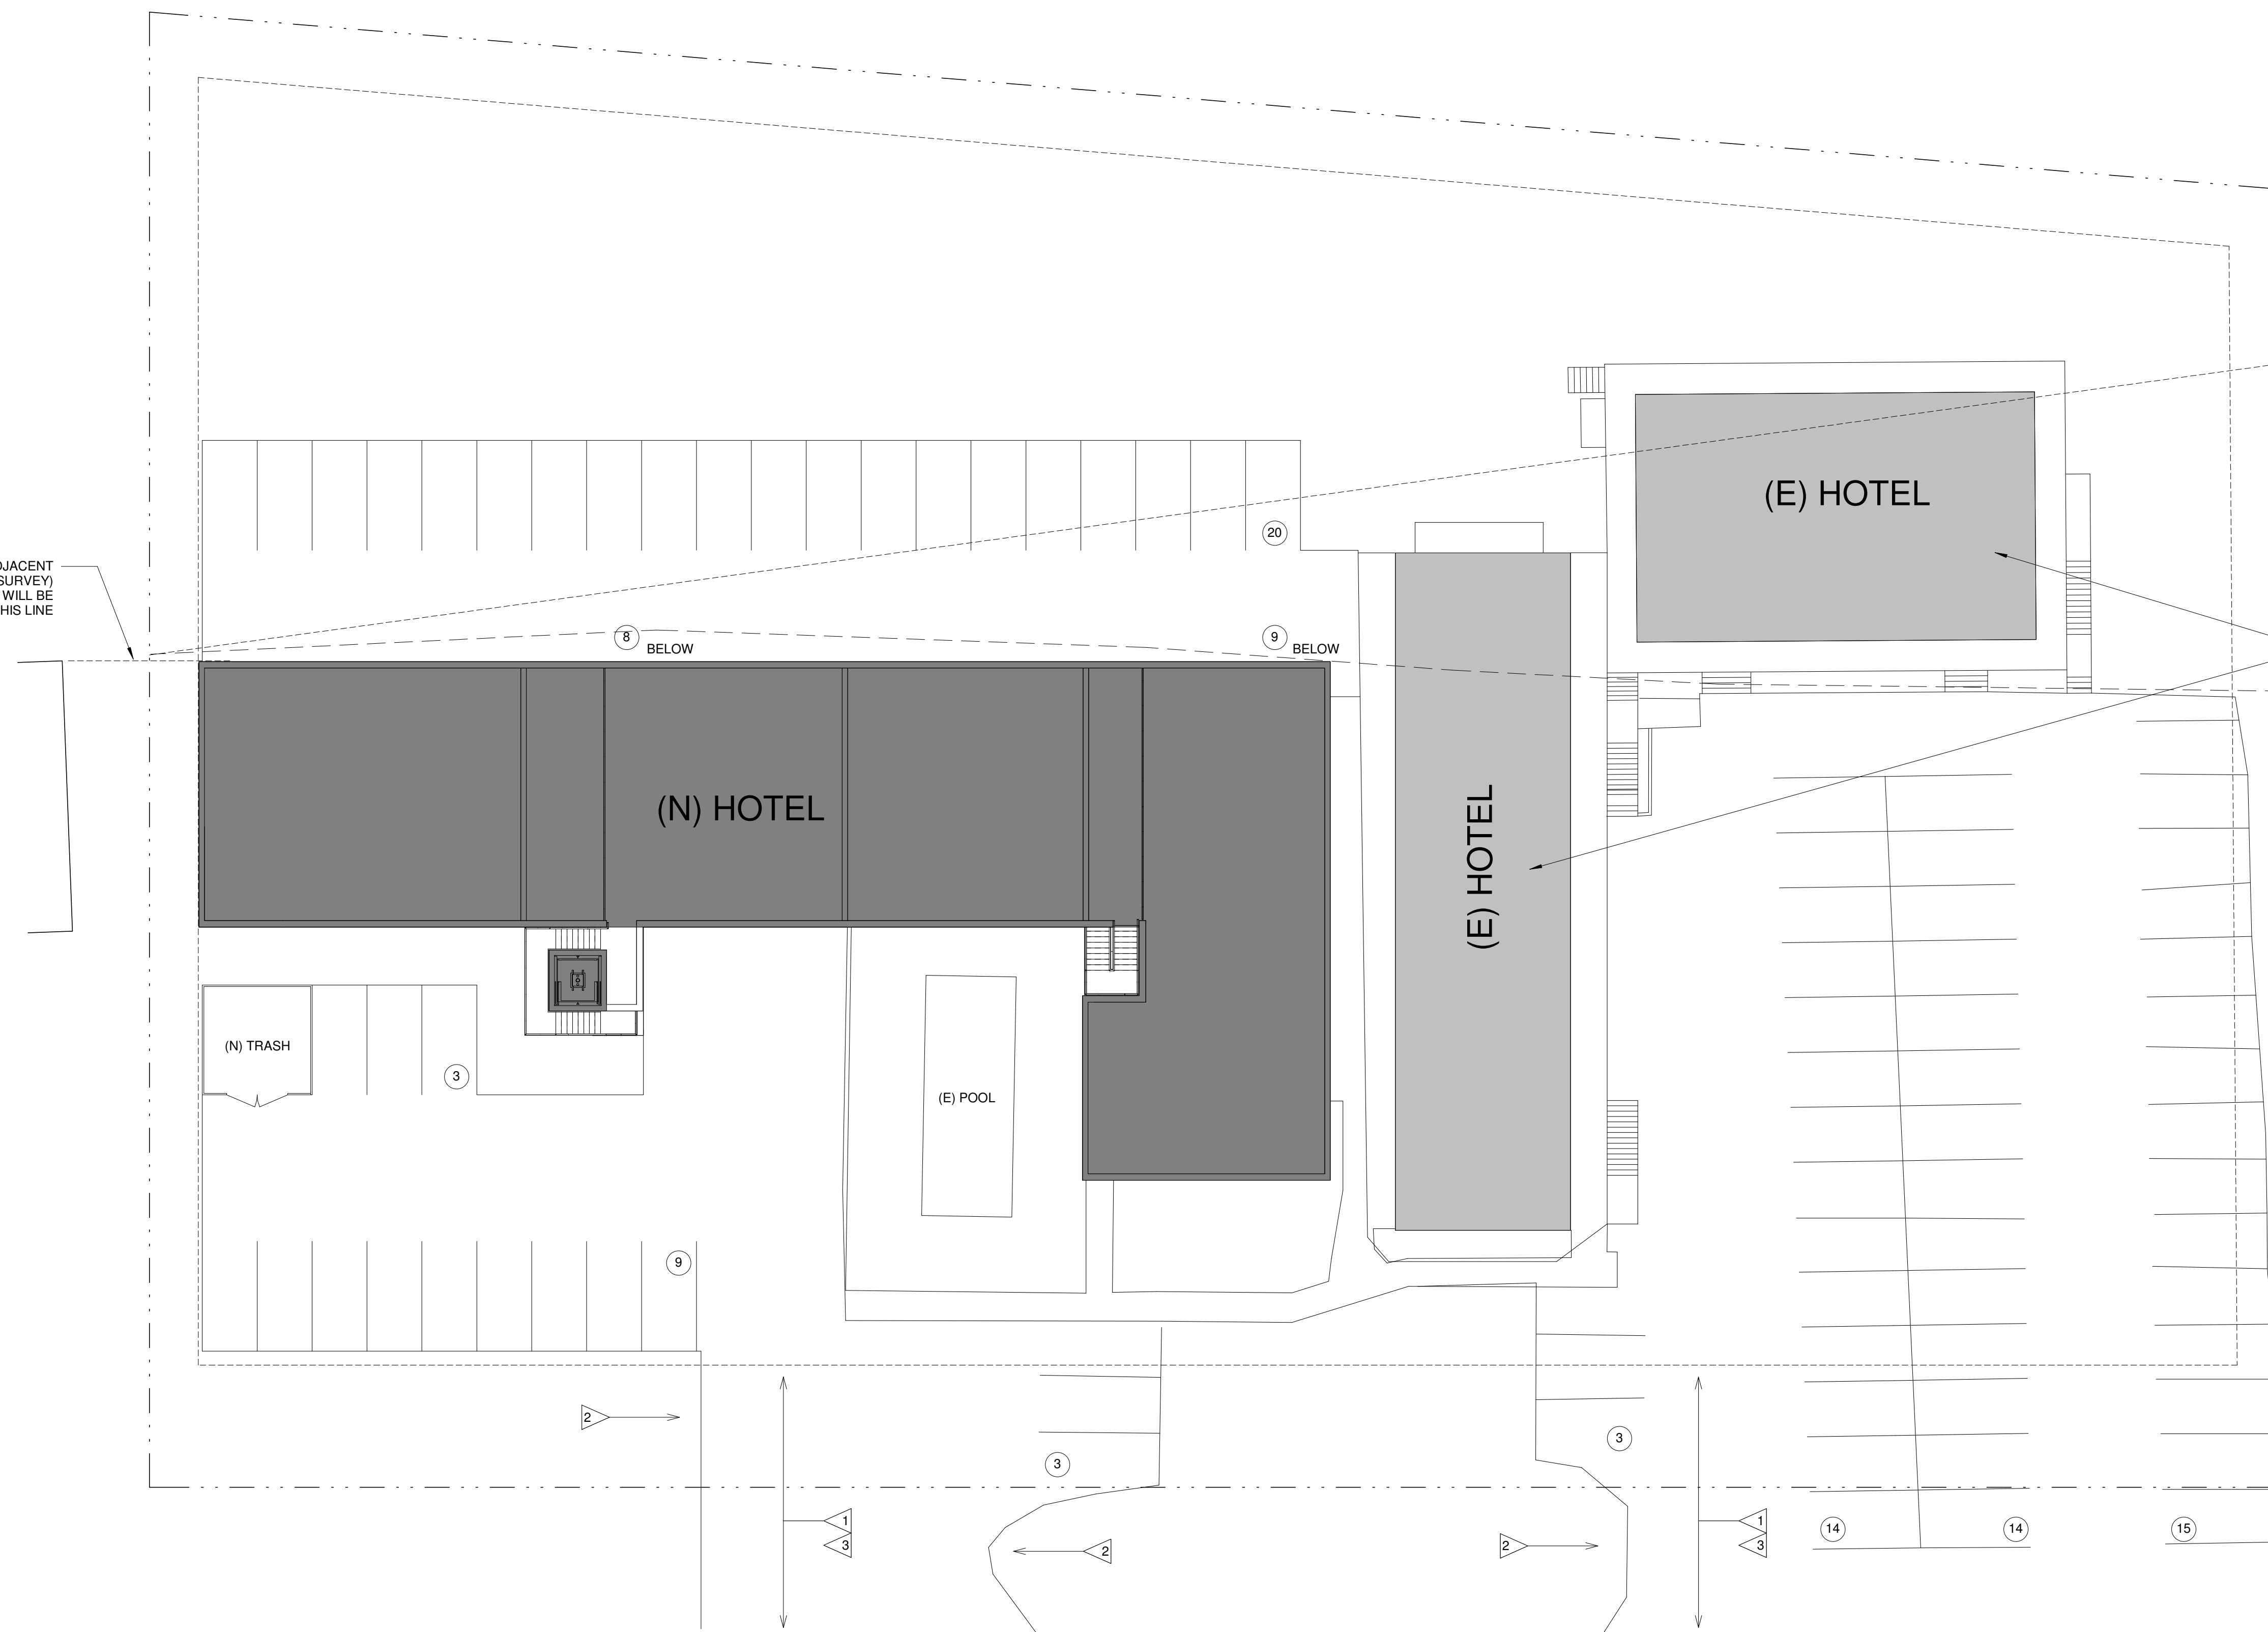 (E) HOTEL
20
DJACENT
SURVEY)
WILL BE
HIS LINE
8
BELOW
9
BELOW
(N) HOTEL
(E) HOTEL
(N) TRASH
3
(E) POOL
9
2
3
3
1
3
2
2
1
3
14
14
15